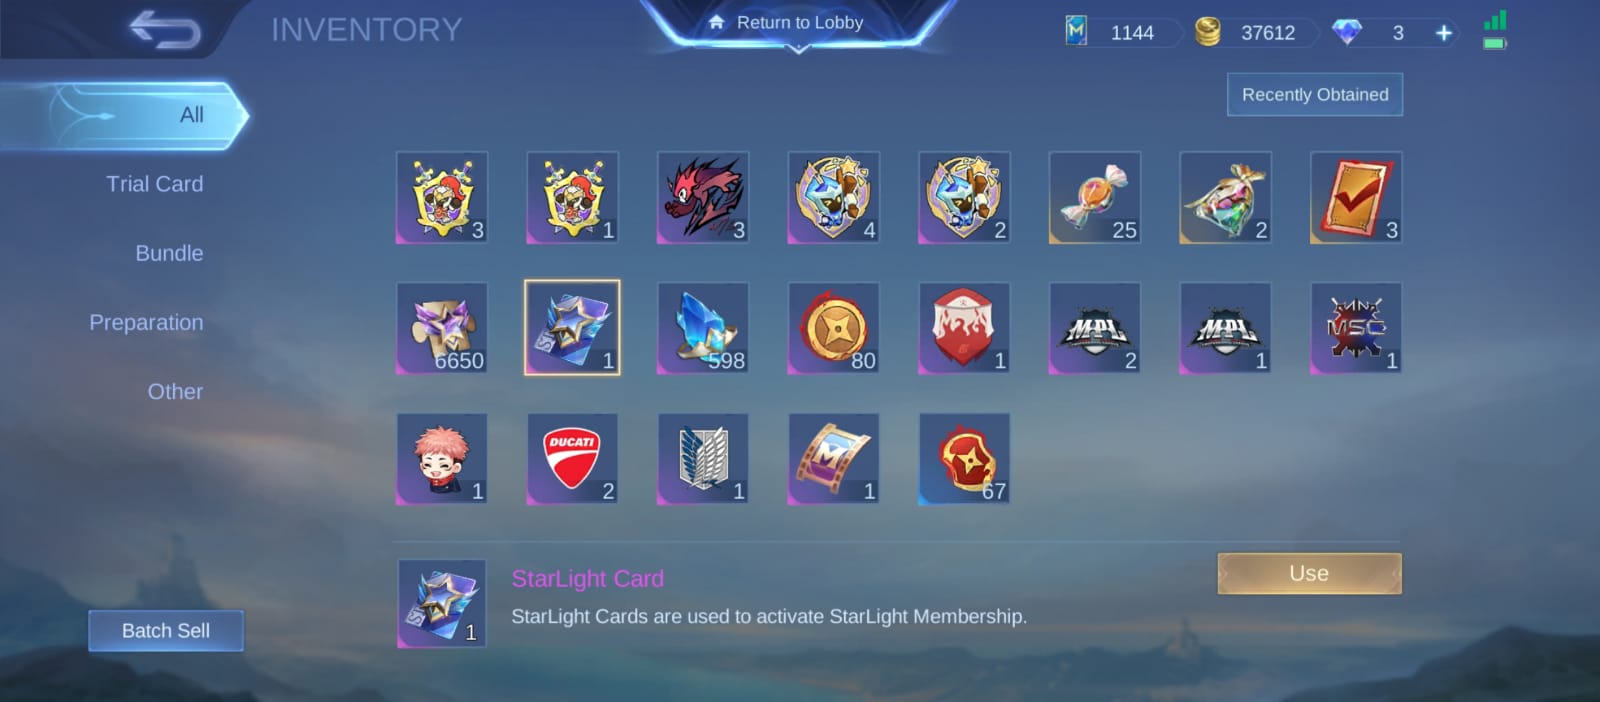 INVENTORY
Return to Lobby
1144
37612
3
Recently Obtained
All
Trial Card
Bundle
Preparation
Other
Batch Sell
3
1
3
4
2
25
2
3
6650
1
598
80
1
MPL
2
MPL
1
MSC
1
1
DUCATI
2
1
M
1
67
1
StarLight Card
StarLight Cards are used to activate StarLight Membership.
Use